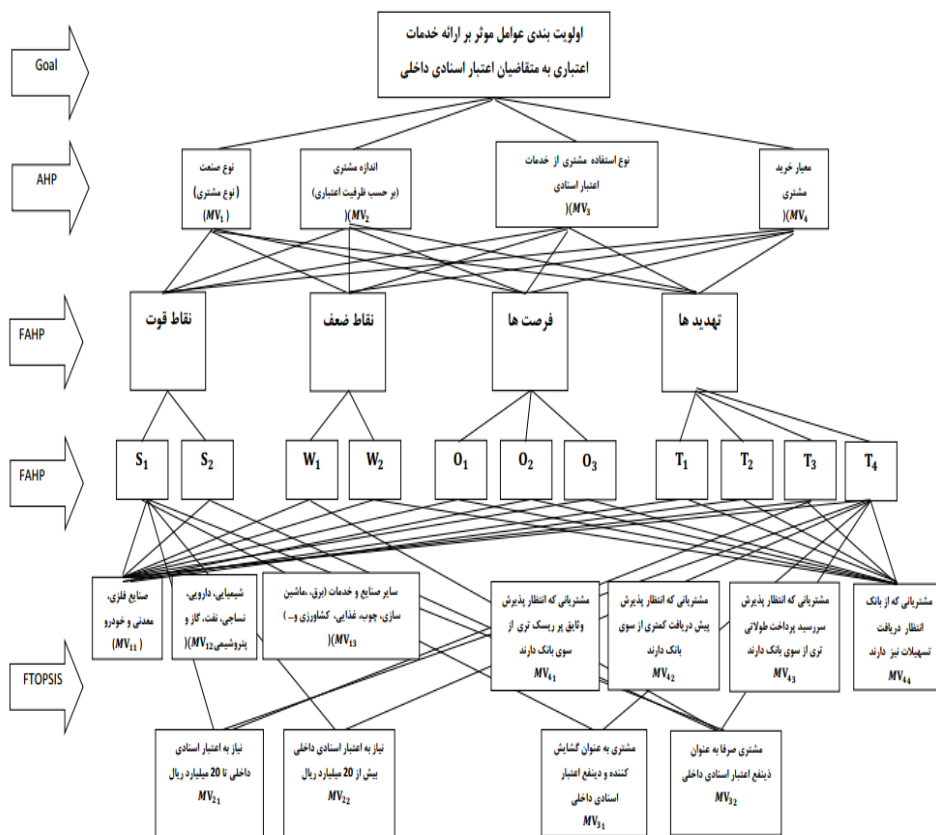 Goal
اولویت بندی عوامل موثر بر ارائه خدمات
اعتباری به متقاضیان اعتبار اسنادی داخلی
AHP
نوع صنعت
(نوع مشتری)
(MV₁)
اندازه مشتری
(بر حسب ظرفیت اعتباری)
)(MV₂
نوع استفاده مشتری از خدمات
اعتبار اسنادی
)(MV₃
معیار خرید
مشتری
)(MV₄
FAHP
نقاط قوت
نقاط ضعف
فرصت ها
تهدید ها
FAHP
S₁
S₂
W₁
W₂
O₁
O₂
O₃
T₁
T₂
T₃
T₄
FTOPSIS
صنایع فلزی،
معدنی و خودرو
(MV₁₁)
شیمیایی، دارویی،
نساجی، نفت، گاز و
پتروشیمی)(MV₁₂
سایر صنایع و خدمات (برق، ،ماشین
سازی، چوب، غذایی، کشاورزی و... )
)(MV₁₃
مشتریانی که انتظار پذیرش
وثایق پر ریسک تری از
سوی بانک دارند
MV₄₁
مشتریانی که انتظار پذیرش
پیش دریافت کمتری از سوی
بانک دارند
MV₄₂
مشتریانی که انتظار پذیرش
سررسید پرداخت طولانی
تری از سوی بانک دارند
MV₄₃
مشتریانی که از بانک
انتظار دریافت
تسهیلات نیز دارند
MV₄₄
نیاز به اعتبار اسنادی
داخلی تا 20 میلیارد ریال
MV₂₁
نیاز به اعتبار اسنادی داخلی
بیش از 20 میلیارد ریال
MV₂₂
مشتری به عنوان گشایش
کننده و دینفع اعتبار
اسنادی داخلی
MV₃₁
مشتری صرفا به عنوان
ذینفع اعتبار اسنادی داخلی
MV₃₂